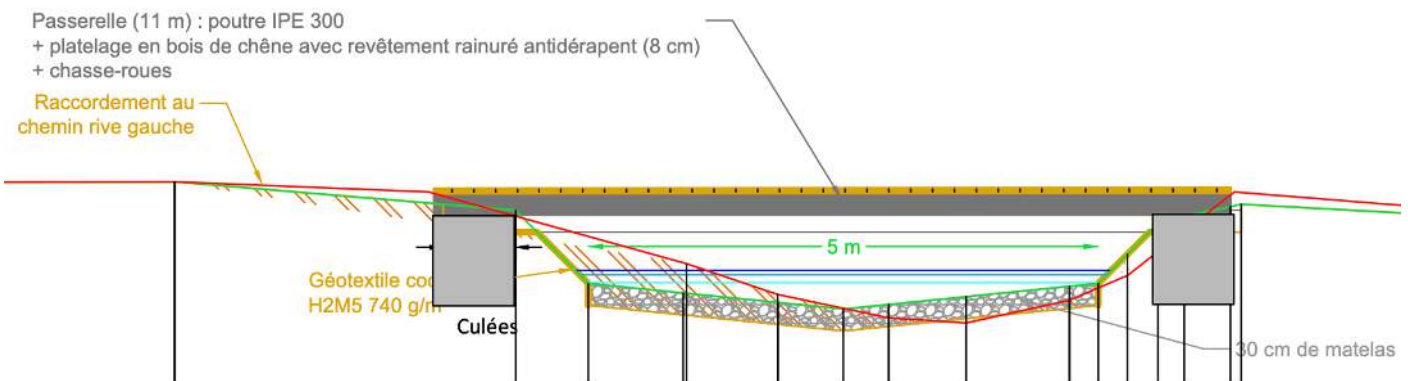 Passerelle (11 m) : poutre IPE 300
+ platelage en bois de chêne avec revêtement rainuré antidérapent (8 cm)
+ chasse-roues
Raccordement au
chemin rive gauche
5 m
Géotextile
H2M5 740
Culées
30 cm de matelas